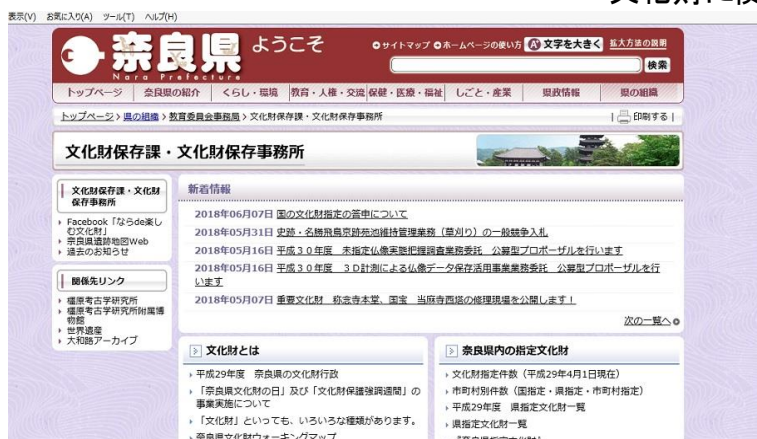 表示(V) お気に入り(A) ツール(T) ヘルプ(H)
奈良県 ようこそ
Nara Prefecture
サイトマップ ホームページの使い方 A 文字を大きく 拡大方法の説明
検索
トップページ 奈良県の紹介 くらし・環境 教育・人権・交流 保健・医療・福祉 しごと・産業 県政情報 県の組織
トップページ > 県の組織 > 教育委員会事務局 > 文化財保存課・文化財保存事務所
| 印刷する |
文化財保存課・文化財保存事務所
文化財保存課・文化財
保存事務所
Facebook「ならde楽し
む文化財」
奈良県遺跡地図Web
過去のお知らせ
関係先リンク
橿原考古学研究所
橿原考古学研究所附属博
物館
世界遺産
大和路アーカイブ
新着情報
2018年06月07日 国の文化財指定の答申について
2018年05月31日 史跡・名勝飛鳥京跡苑池維持管理業務（草刈り）の一般競争入札
2018年05月16日 平成３０年度 未指定仏像実態把握調査業務委託 公募型プロポーザルを行います
2018年05月16日 平成３０年度 ３Ｄ計測による仏像データ保存活用事業業務委託 公募型プロポーザルを行
います
2018年05月07日 重要文化財 称念寺本堂、国宝 当麻寺西塔の修理現場を公開します！
次の一覧へ
文化財とは
平成29年度 奈良県の文化財行政
「奈良県文化財の日」及び「文化財保護強調週間」の
事業実施について
「文化財」といっても、いろいろな種類があります。
奈良県文化財ウォーキングマップ
奈良県内の指定文化財
文化財指定件数（平成29年4月1日現在）
市町村別件数（国指定・県指定・市町村指定）
平成29年度 県指定文化財一覧
県指定文化財一覧